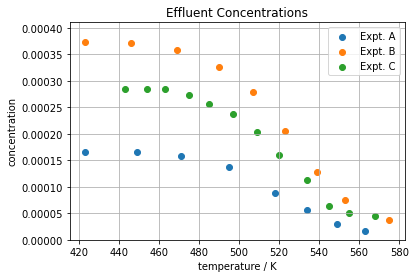 Effluent Concentrations
Expt. A
Expt. B
Expt. C
0.00040
0.00035
0.00030
0.00025
0.00020
0.00015
0.00010
0.00005
0.00000
concentration
420 440 460 480 500 520 540 560 580
temperature / K